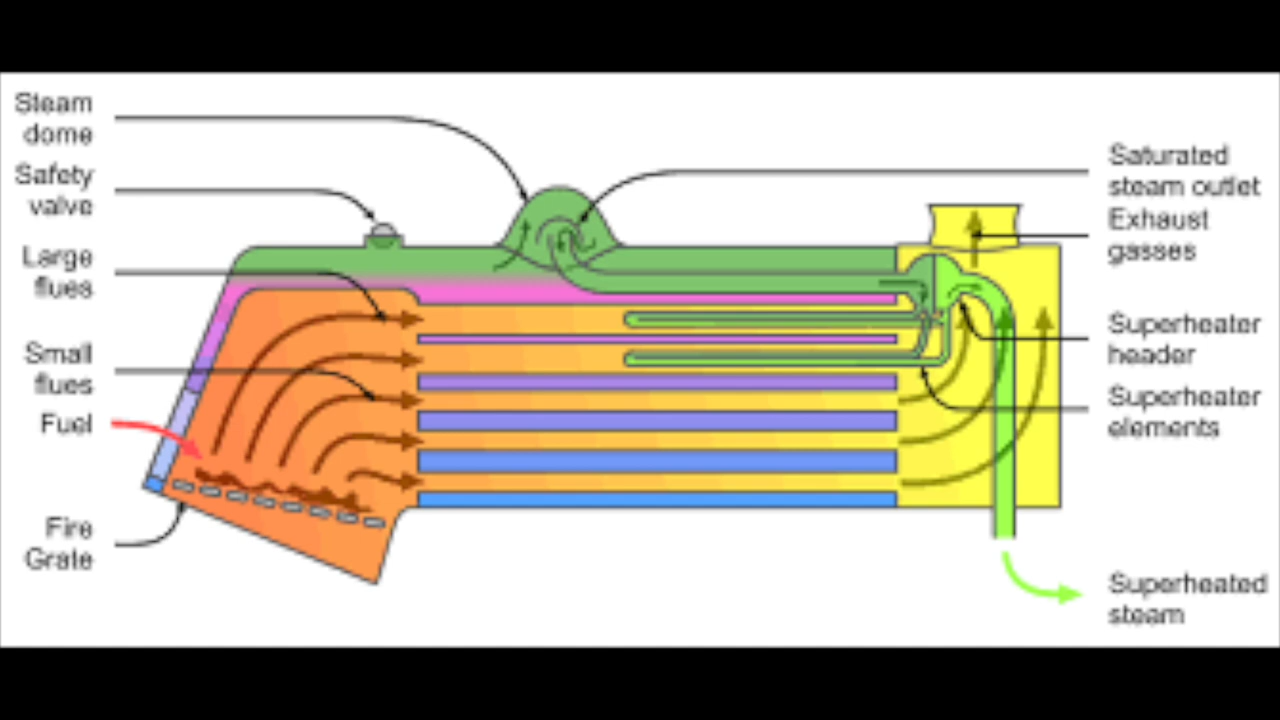 Steam
dome
Safety
valve
Large
flues
Small
flues
Fuel
Fire
Grate
Saturated
steam outlet
Exhaust
gasses
Superheater
header
Superheater
elements
Superheated
steam